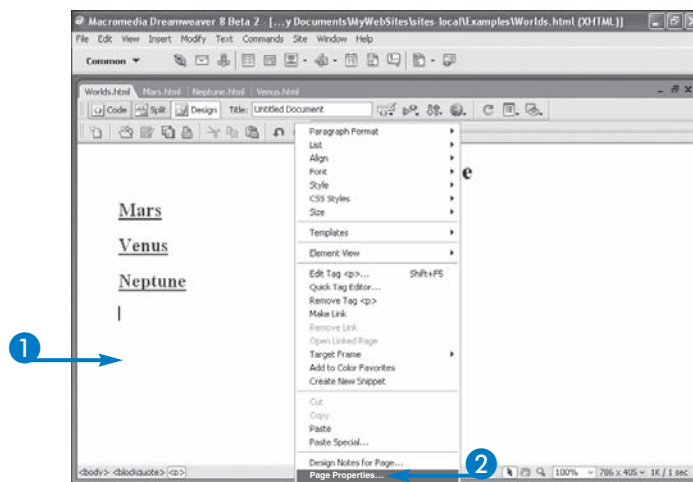 Macromedia Dreamweaver 8 Beta 2 - [...y Documents\MyWebSites\sites-local\Examples\Worlds.html (XHTML)]
File Edit View Insert Modify Text Commands Site Window Help
Common
Worlds.html Mars.html Neptune.html Venus.html
Code Split Design Title: Untitled Document
Paragraph Format
List
Align
Font
Style
CSS Styles
Size
Templates
Element View
Edit Tag <p>... Shift+F5
Quick Tag Editor...
Remove Tag <p>
Make Link
Remove Link
Open Linked Page
Target Frame
Add to Color Favorites
Create New Snippet
Cut
Copy
Paste
Paste Special...
Design Notes for Page...
Page Properties...
e
Mars
Venus
Neptune
1
2
<body> <blockquote> <p> 100% 786 x 405 1K / 1 sec